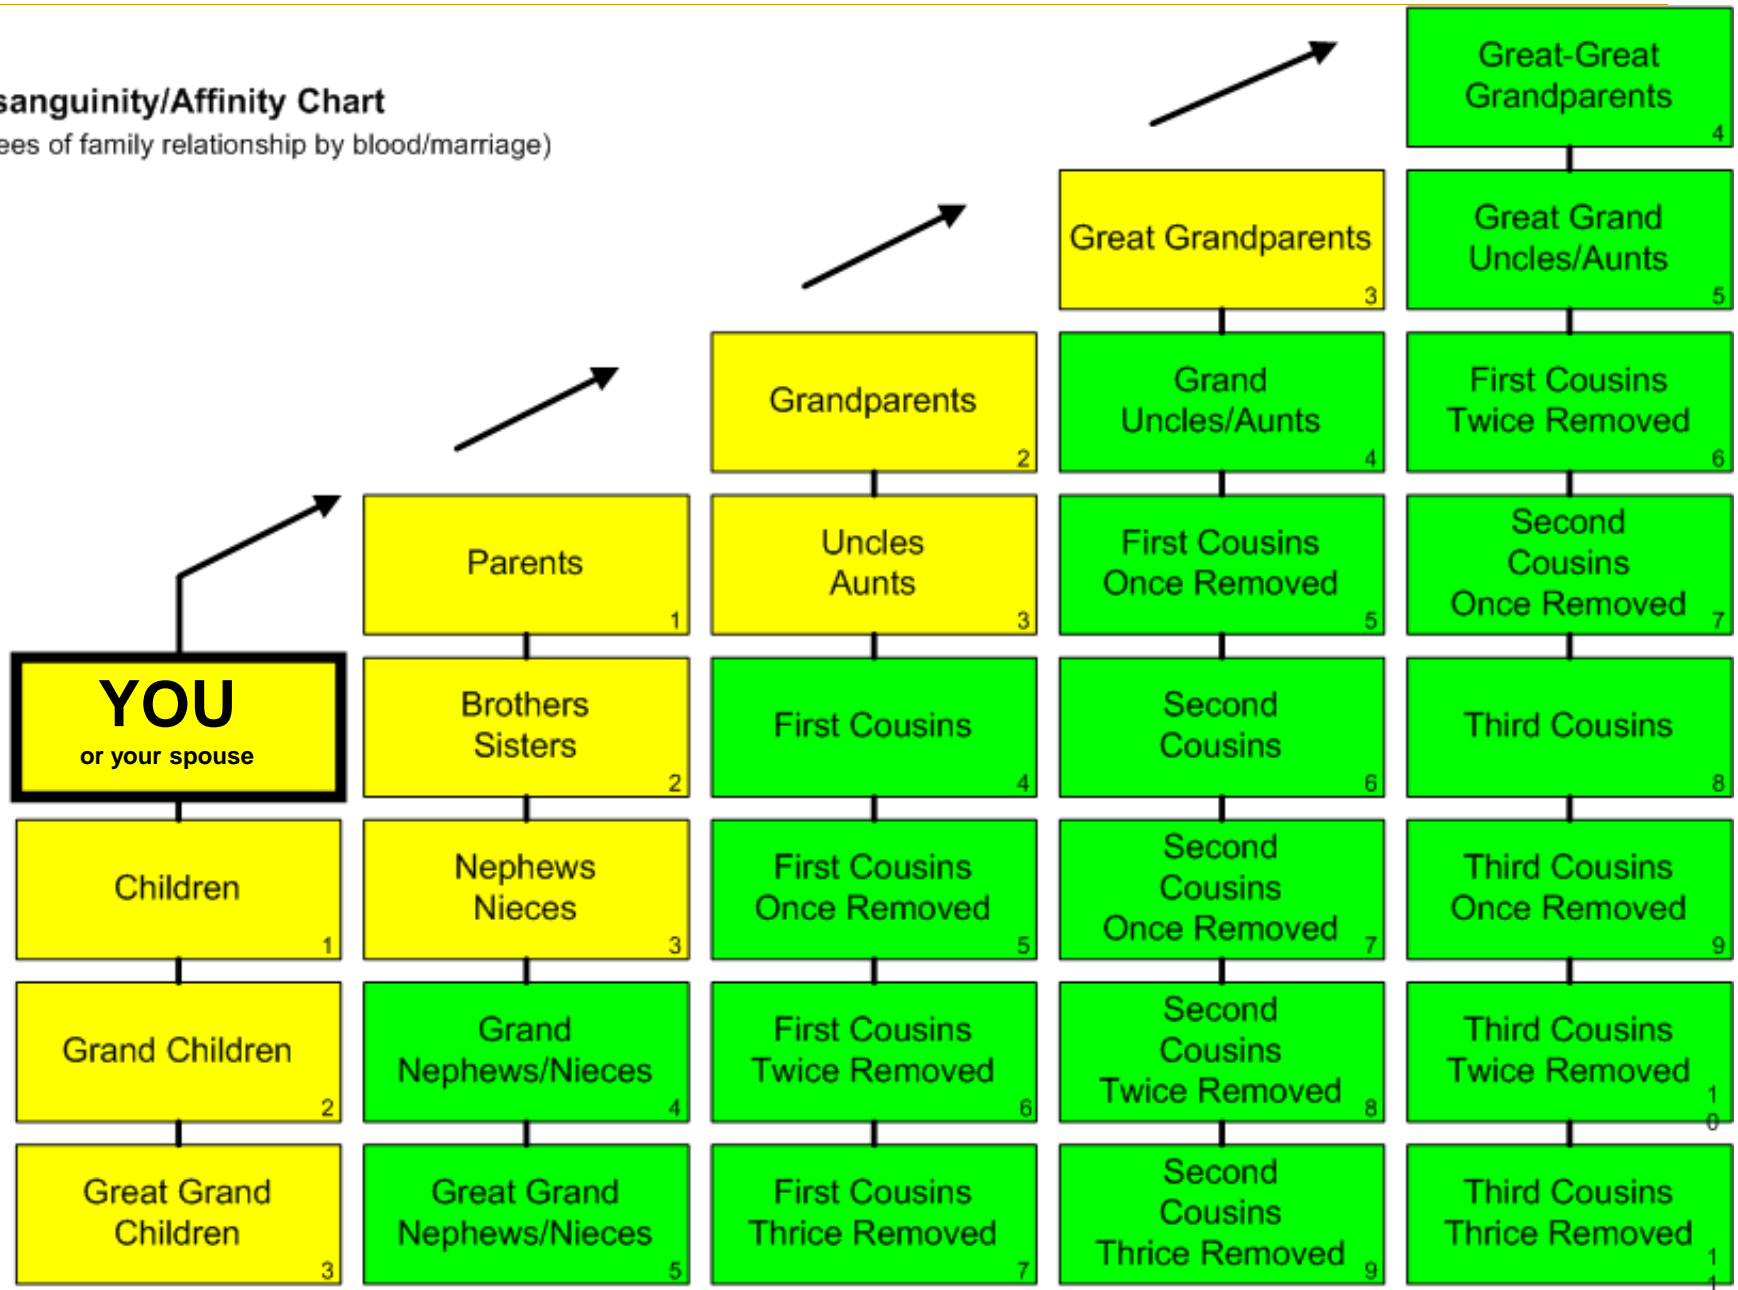 sanguinity/Affinity Chart
ees of family relationship by blood/marriage)
YOU
or your spouse
Children
1
Grand Children
2
Great Grand
Children
3
Parents
1
Brothers
Sisters
2
Nephews
Nieces
3
Grand
Nephews/Nieces
4
Great Grand
Nephews/Nieces
5
Grandparents
2
Uncles
Aunts
3
First Cousins
4
First Cousins
Once Removed
5
First Cousins
Twice Removed
6
First Cousins
Thrice Removed
7
Great Grandparents
3
Grand
Uncles/Aunts
4
First Cousins
Once Removed
5
Second
Cousins
6
Second
Cousins
Once Removed
7
Second
Cousins
Twice Removed
8
Second
Cousins
Thrice Removed
9
Great-Great
Grandparents
4
Great Grand
Uncles/Aunts
5
First Cousins
Twice Removed
6
Second
Cousins
Once Removed
7
Third Cousins
8
Third Cousins
Once Removed
9
Third Cousins
Twice Removed
1
0
Third Cousins
Thrice Removed
1
1